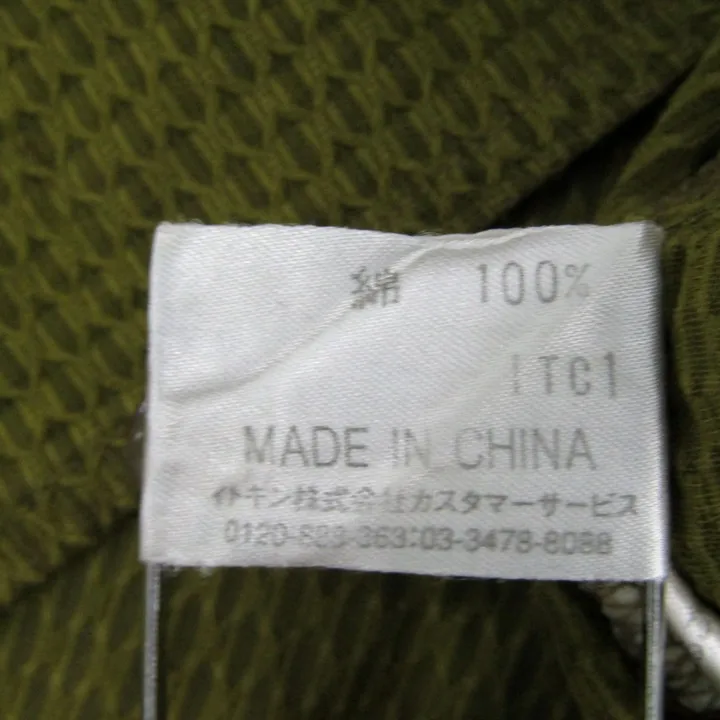 綿 100%
ITC1
MADE IN CHINA
イトキン株式会社カスタマーサービス
0120-823-363:03-3478-8088